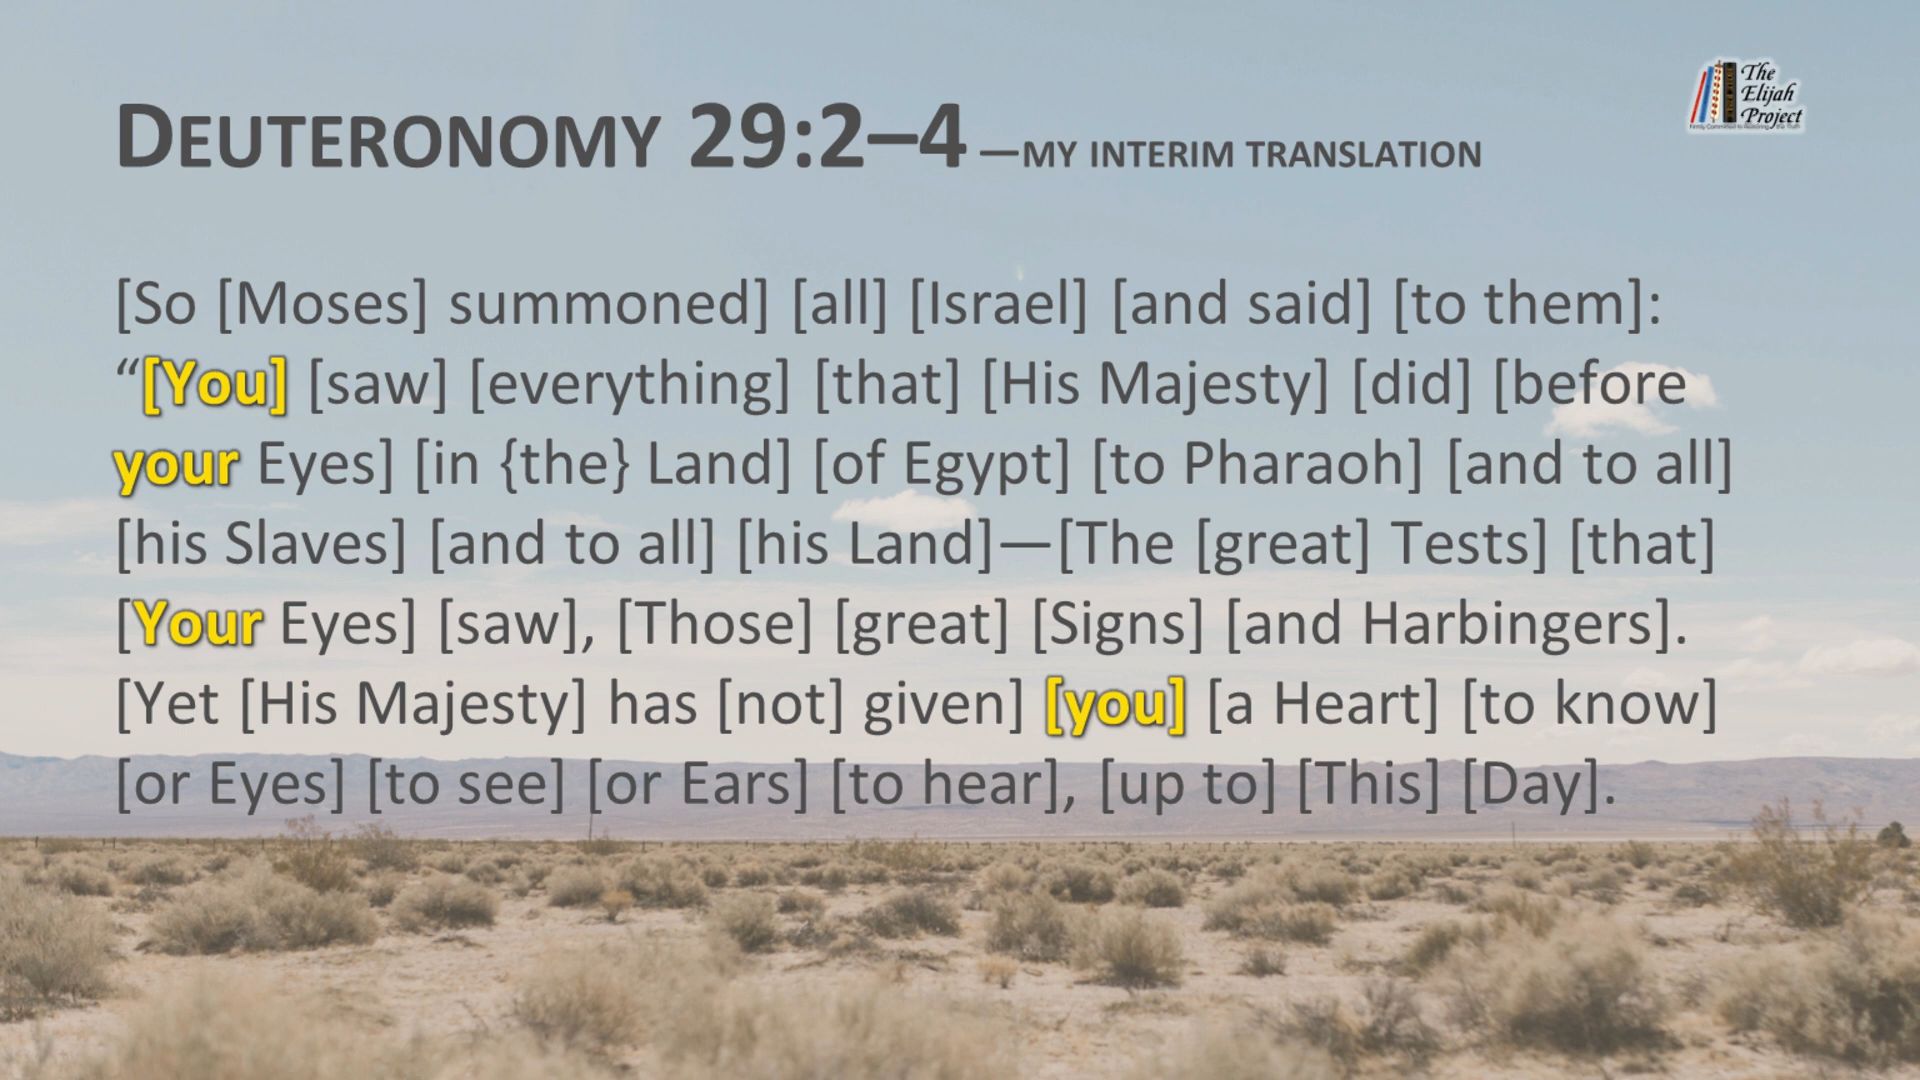 The
Elijah
Project
DEUTERONOMY 29:2–4 —MY INTERIM TRANSLATION
[So [Moses] summoned] [all] [Israel] [and said] [to them]:
“[You] [saw] [everything] [that] [His Majesty] [did] [before
your Eyes] [in {the} Land] [of Egypt] [to Pharaoh] [and to all]
[his Slaves] [and to all] [his Land]—[The [great] Tests] [that]
[Your Eyes] [saw], [Those] [great] [Signs] [and Harbingers].
[Yet [His Majesty] has [not] given] [you] [a Heart] [to know]
[or Eyes] [to see] [or Ears] [to hear], [up to] [This] [Day].